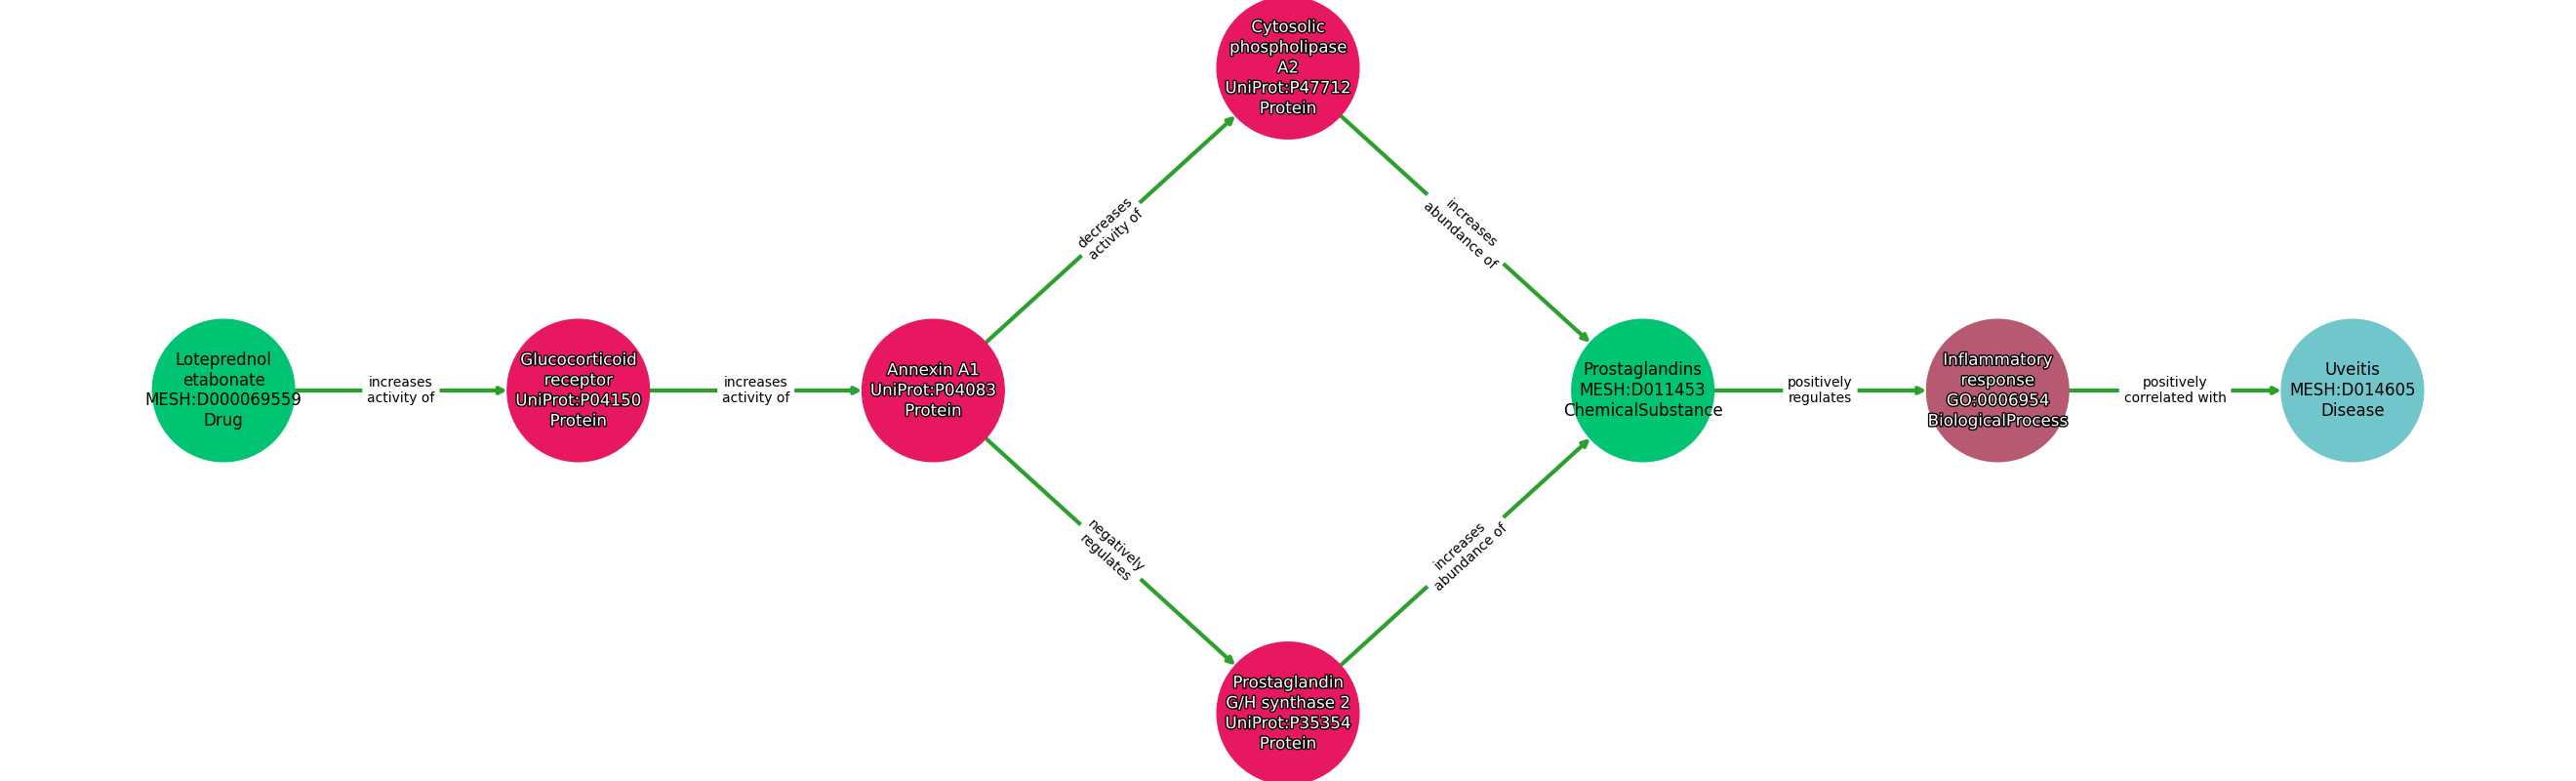 Cytosolic
phospholipase
A2
UniProt:P47712
Protein
decreases
activity of
increases
abundance of
Loteprednol
etabonate
MESH:D000069559
Drug
increases
activity of
Glucocorticoid
receptor
UniProt:P04150
Protein
increases
activity of
Annexin A1
UniProt:P04083
Protein
Prostaglandins
MESH:D011453
ChemicalSubstance
positively
regulates
Inflammatory
response
GO:0006954
BiologicalProcess
positively
correlated with
Uveitis
MESH:D014605
Disease
negatively
regulates
increases
abundance of
Prostaglandin
G/H synthase 2
UniProt:P35354
Protein